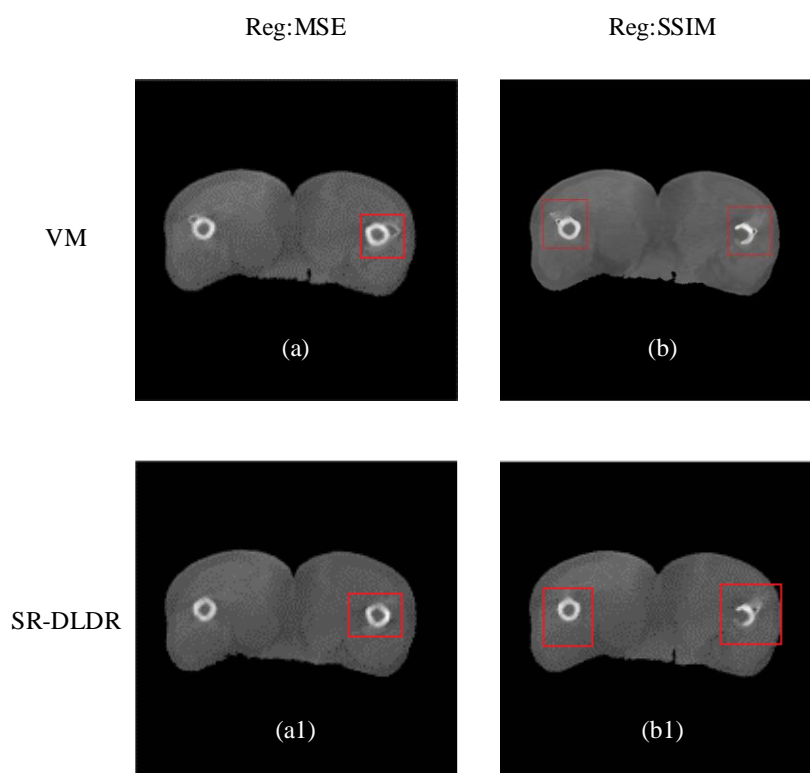 Reg:MSE
Reg:SSIM
VM
(a)
(b)
SR-DLDR
(a1)
(b1)